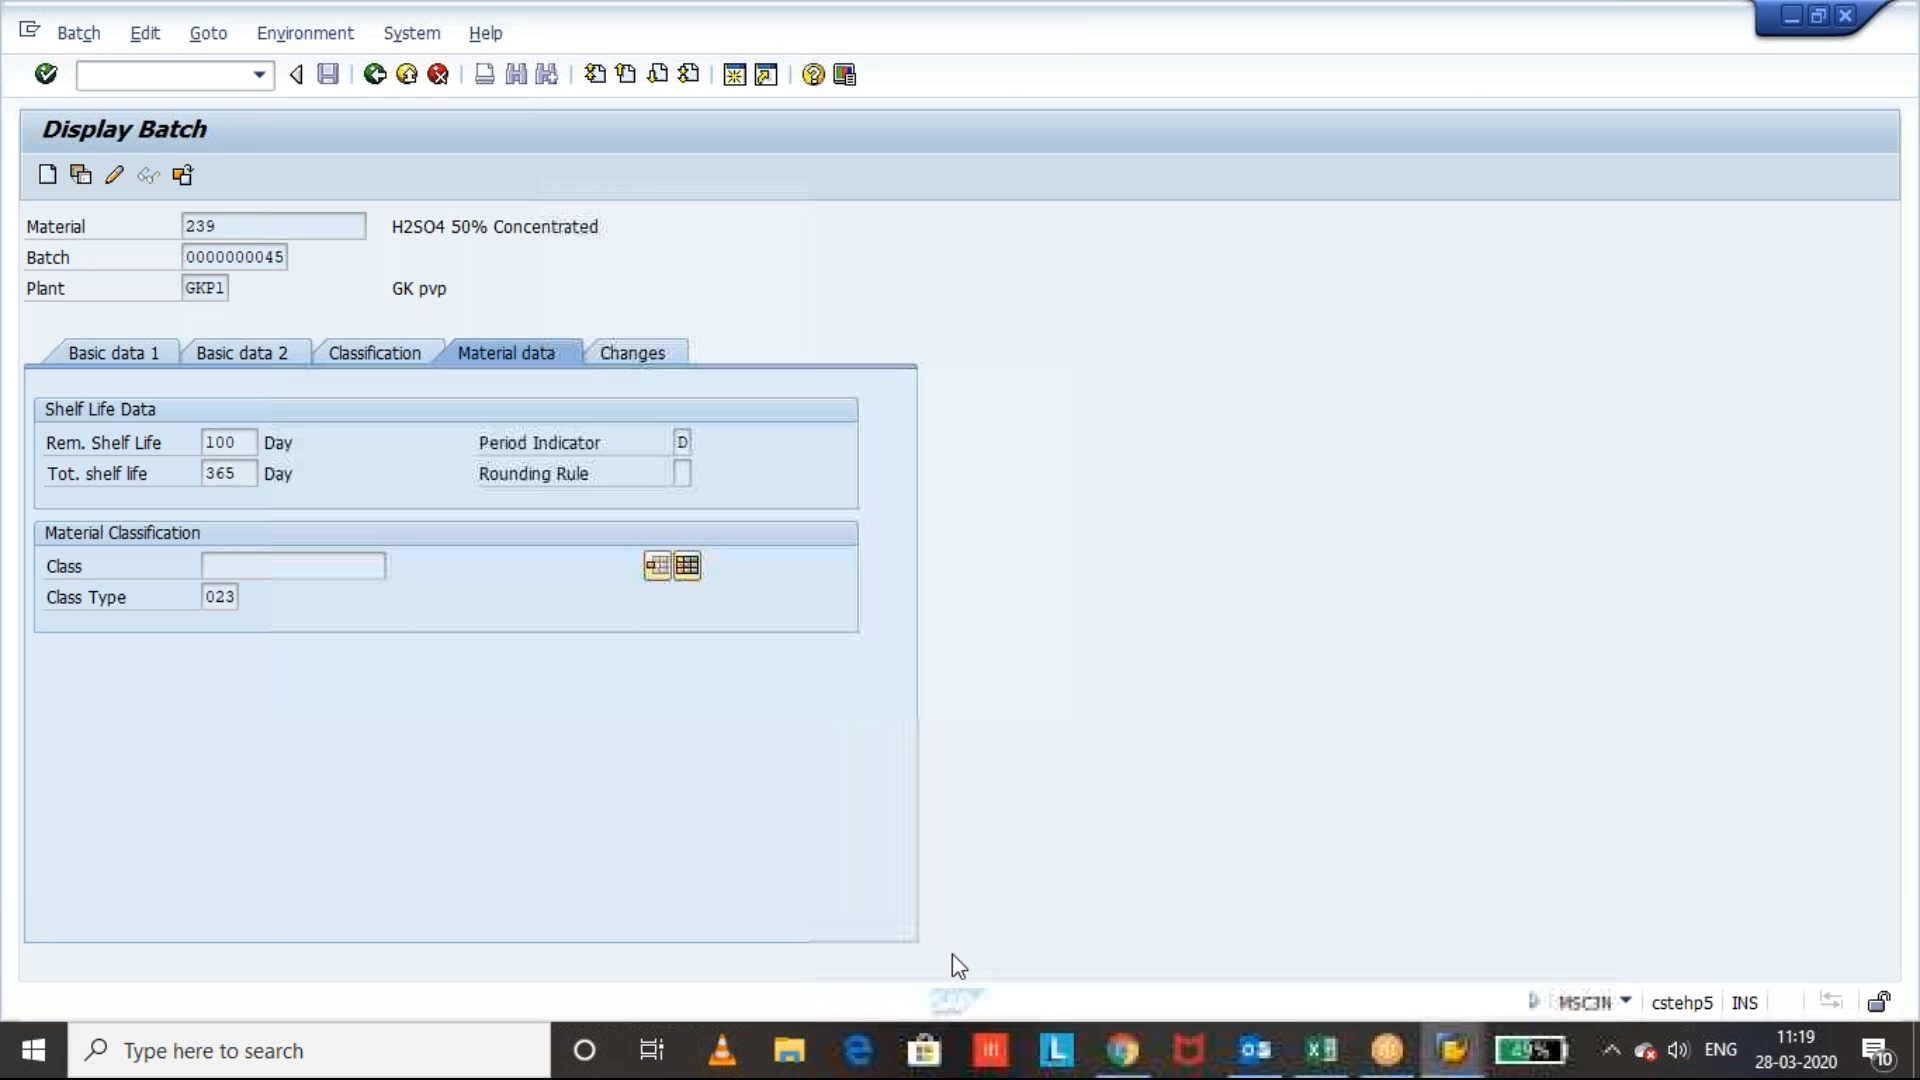 Batch Edit Goto Environment System Help
Display Batch
Material 239 H2SO4 50% Concentrated
Batch 0000000045
Plant GKP1 GK pvp
Basic data 1 Basic data 2 Classification Material data Changes
Shelf Life Data
Rem. Shelf Life 100 Day Period Indicator D
Tot. shelf life 365 Day Rounding Rule
Material Classification
Class
Class Type 023
MSC3N cstehp5 INS
Type here to search
49% ENG 11:19
28-03-2020 10